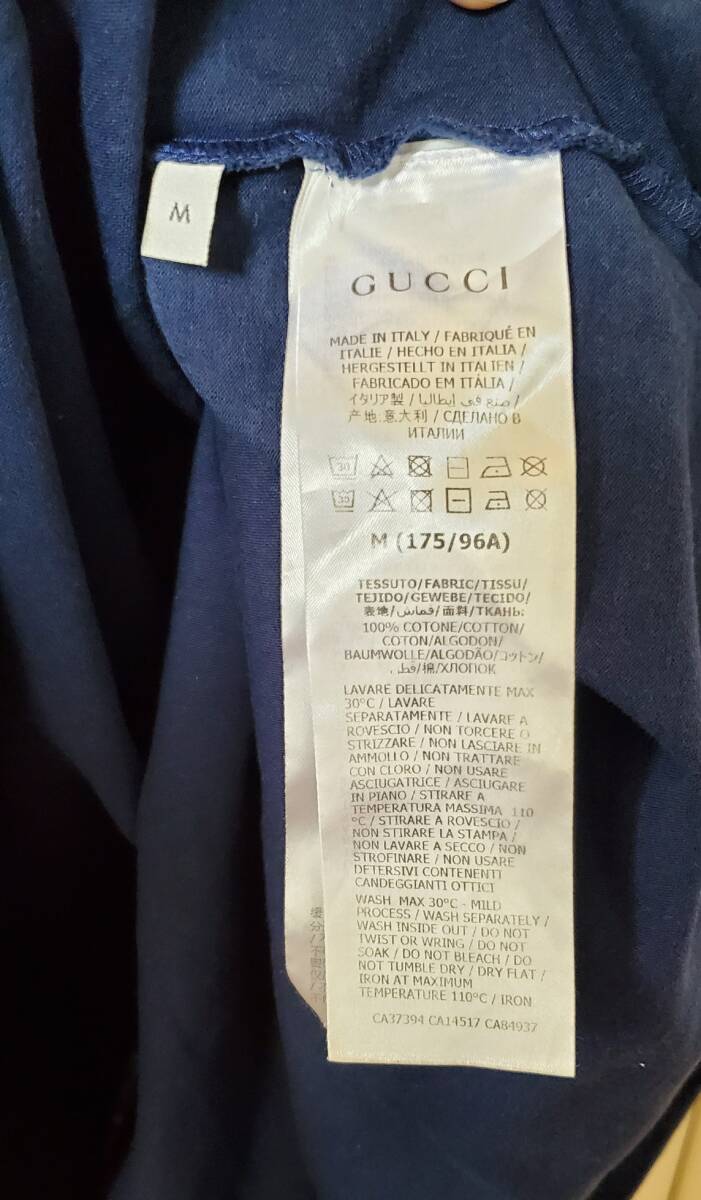 M
GUCCI
MADE IN ITALY / FABRIQUÉ EN
ITALIE / HECHO EN ITALIA /
HERGESTELLT IN ITALIEN /
FABRICADO EM ITÁLIA /
イタリア製 / صنع في ايطاليا /
产地:意大利 / СДЕЛАНО В
ИТАЛИИ
30
30
M (175/96A)
TESSUTO/FABRIC/TISSU/
TEJIDO/GEWEBE/TECIDO/
表地/قماش/面料/ТКАНЬ:
100% COTONE/COTTON/
COTON/ALGODON/
BAUMWOLLE/ALGODÃO/コットン/
قطن/棉/ХЛОПОК
LAVARE DELICATAMENTE MAX
30°C / LAVARE
SEPARATAMENTE / LAVARE A
ROVESCIO / NON TORCERE O
STRIZZARE / NON LASCIARE IN
AMMOLLO / NON TRATTARE
CON CLORO / NON USARE
ASCIUGATRICE / ASCIUGARE
IN PIANO / STIRARE A
TEMPERATURA MASSIMA 110
°C / STIRARE A ROVESCIO /
NON STIRARE LA STAMPA /
NON LAVARE A SECCO / NON
STROFINARE / NON USARE
DETERSIVI CONTENENTI
CANDEGGIANTI OTTICI
WASH MAX 30°C - MILD
PROCESS / WASH SEPARATELY /
WASH INSIDE OUT / DO NOT
TWIST OR WRING / DO NOT
SOAK / DO NOT BLEACH / DO
NOT TUMBLE DRY / DRY FLAT /
IRON AT MAXIMUM
TEMPERATURE 110°C / IRON
CA37394 CA14517 CA84937